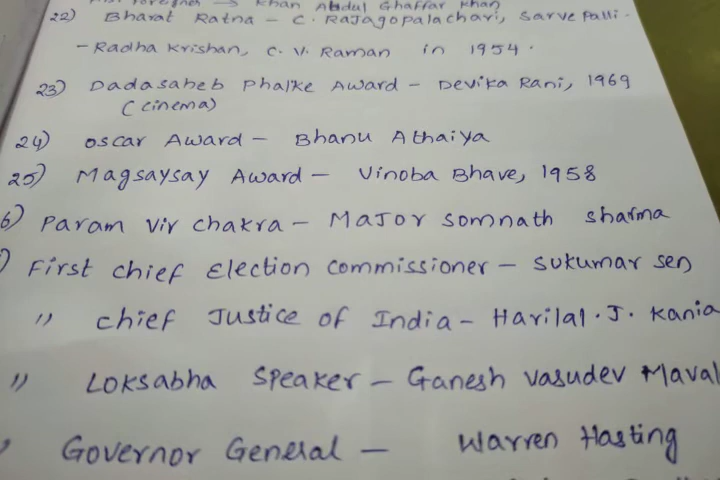 First Foreigner → Khan Abdul Ghaffar Khan
22) Bharat Ratna - C. Rajagopalachari, Sarve Palli -
- Radha Krishan, C. V. Raman in 1954.
23) Dadasaheb Phalke Award - Devika Rani, 1969
(cinema)
24) Oscar Award - Bhanu Athaiya
25) Magsaysay Award - Vinoba Bhave, 1958
6) Param Vir Chakra - Major Somnath Sharma
) First Chief Election Commissioner - Sukumar Sen
" Chief Justice of India - Harilal. J. Kania
" Loksabha Speaker - Ganesh Vasudev Maval
" Governor General - Warren Hasting